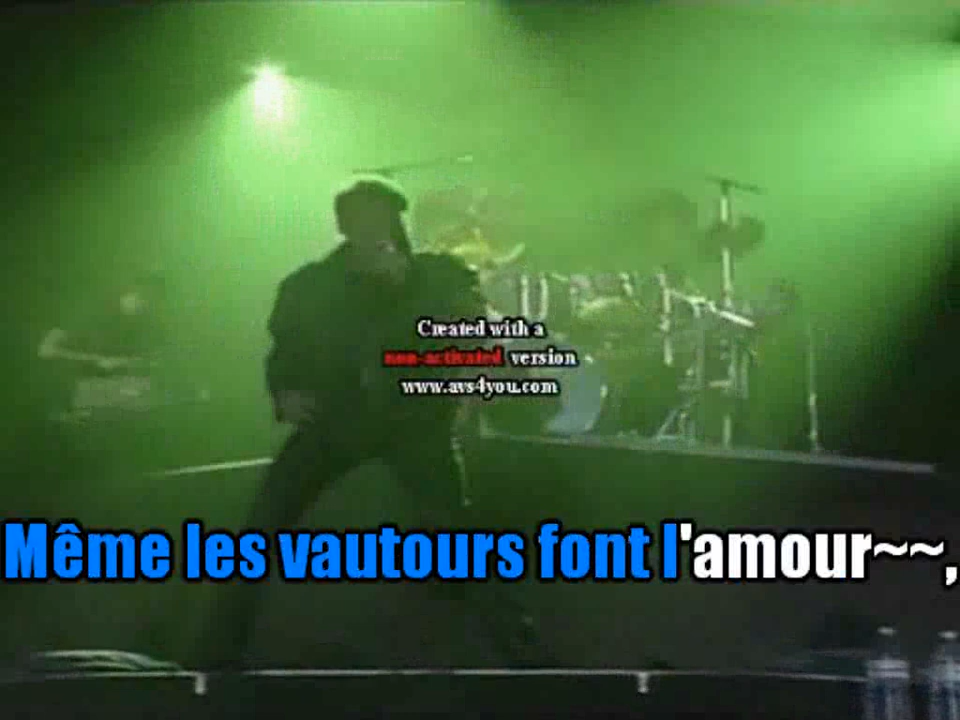 Created with a
non-activated version
www.avs4you.com
Même les vautours font l'amour~~,